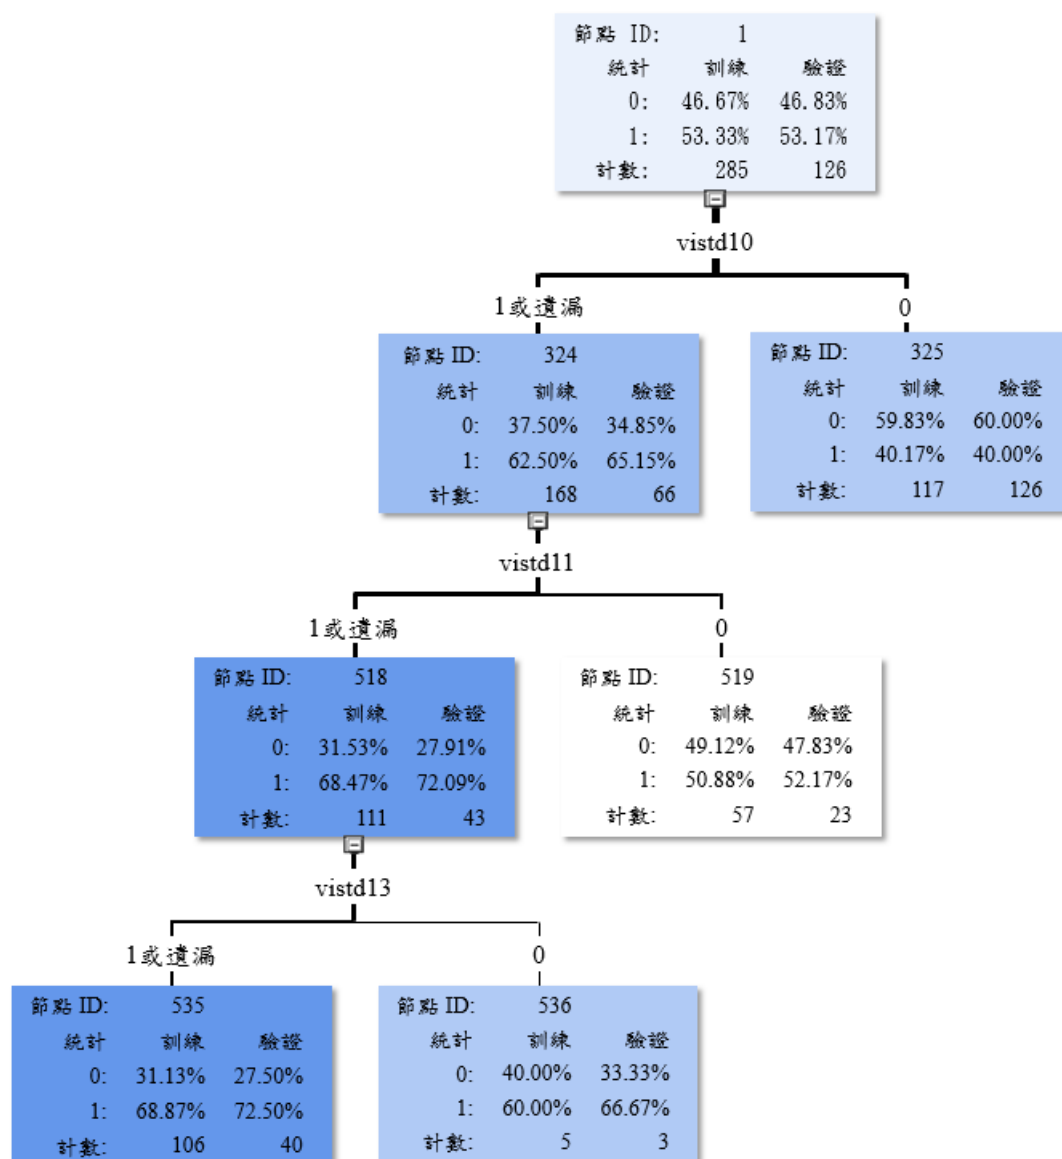 節點 ID: 1
統計 訓練 驗證
0: 46.67% 46.83%
1: 53.33% 53.17%
計數: 285 126
vistd10
1或遺漏
0
節點 ID: 324
統計 訓練 驗證
0: 37.50% 34.85%
1: 62.50% 65.15%
計數: 168 66
節點 ID: 325
統計 訓練 驗證
0: 59.83% 60.00%
1: 40.17% 40.00%
計數: 117 126
vistd11
1或遺漏
0
節點 ID: 518
統計 訓練 驗證
0: 31.53% 27.91%
1: 68.47% 72.09%
計數: 111 43
節點 ID: 519
統計 訓練 驗證
0: 49.12% 47.83%
1: 50.88% 52.17%
計數: 57 23
vistd13
1或遺漏
0
節點 ID: 535
統計 訓練 驗證
0: 31.13% 27.50%
1: 68.87% 72.50%
計數: 106 40
節點 ID: 536
統計 訓練 驗證
0: 40.00% 33.33%
1: 60.00% 66.67%
計數: 5 3